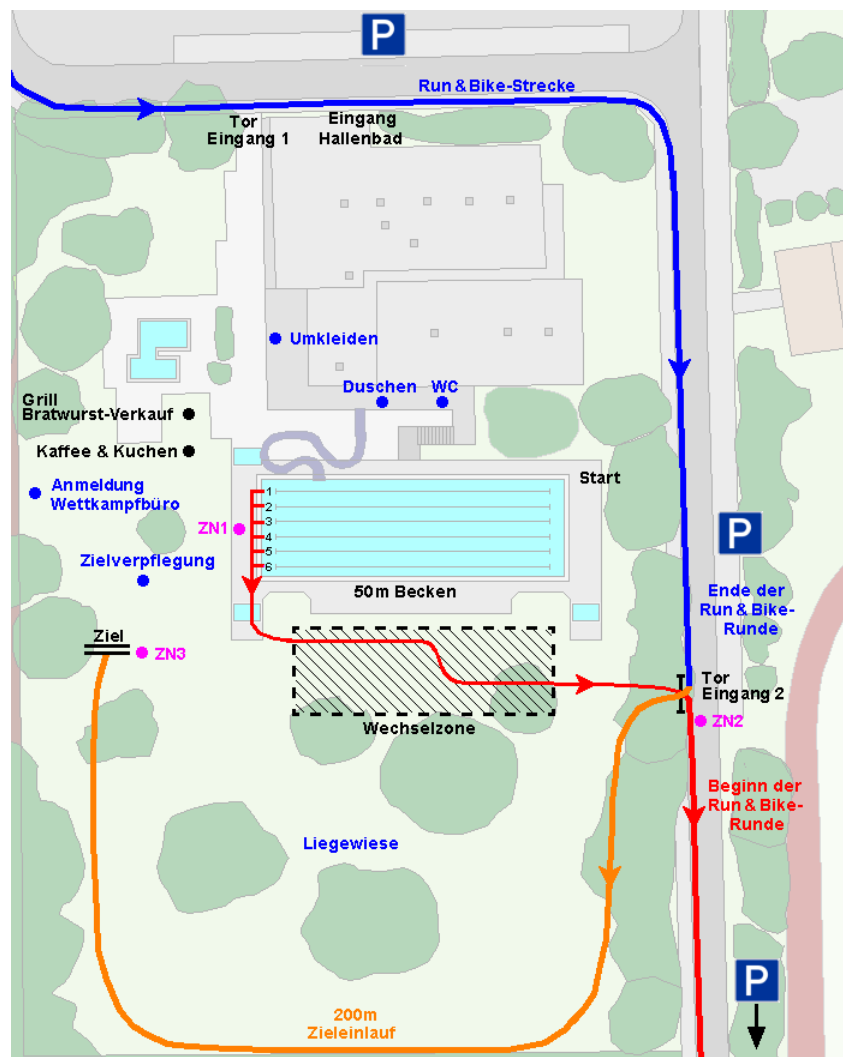 P
Run & Bike-Strecke
Tor
Eingang 1
Eingang
Hallenbad
Umkleiden
Duschen
WC
Grill
Bratwurst-Verkauf
Kaffee & Kuchen
Anmeldung
Wettkampfbüro
Start
1
2
3
4
5
6
ZN1
P
Zielverpflegung
50m Becken
Ende der
Run & Bike-
Runde
Ziel
ZN3
Tor
Eingang 2
ZN2
Wechselzone
Beginn der
Run & Bike-
Runde
Liegewiese
P
200m
Zieleinlauf